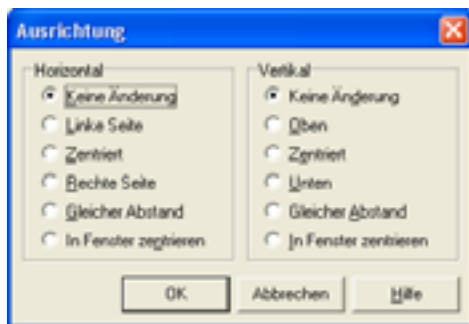 Ausrichtung
Horizontal
Keine Änderung
Linke Seite
Zentriert
Rechte Seite
Gleicher Abstand
In Fenster zentrieren
Vertikal
Keine Änderung
Oben
Zentriert
Unten
Gleicher Abstand
In Fenster zentrieren
OK
Abbrechen
Hilfe